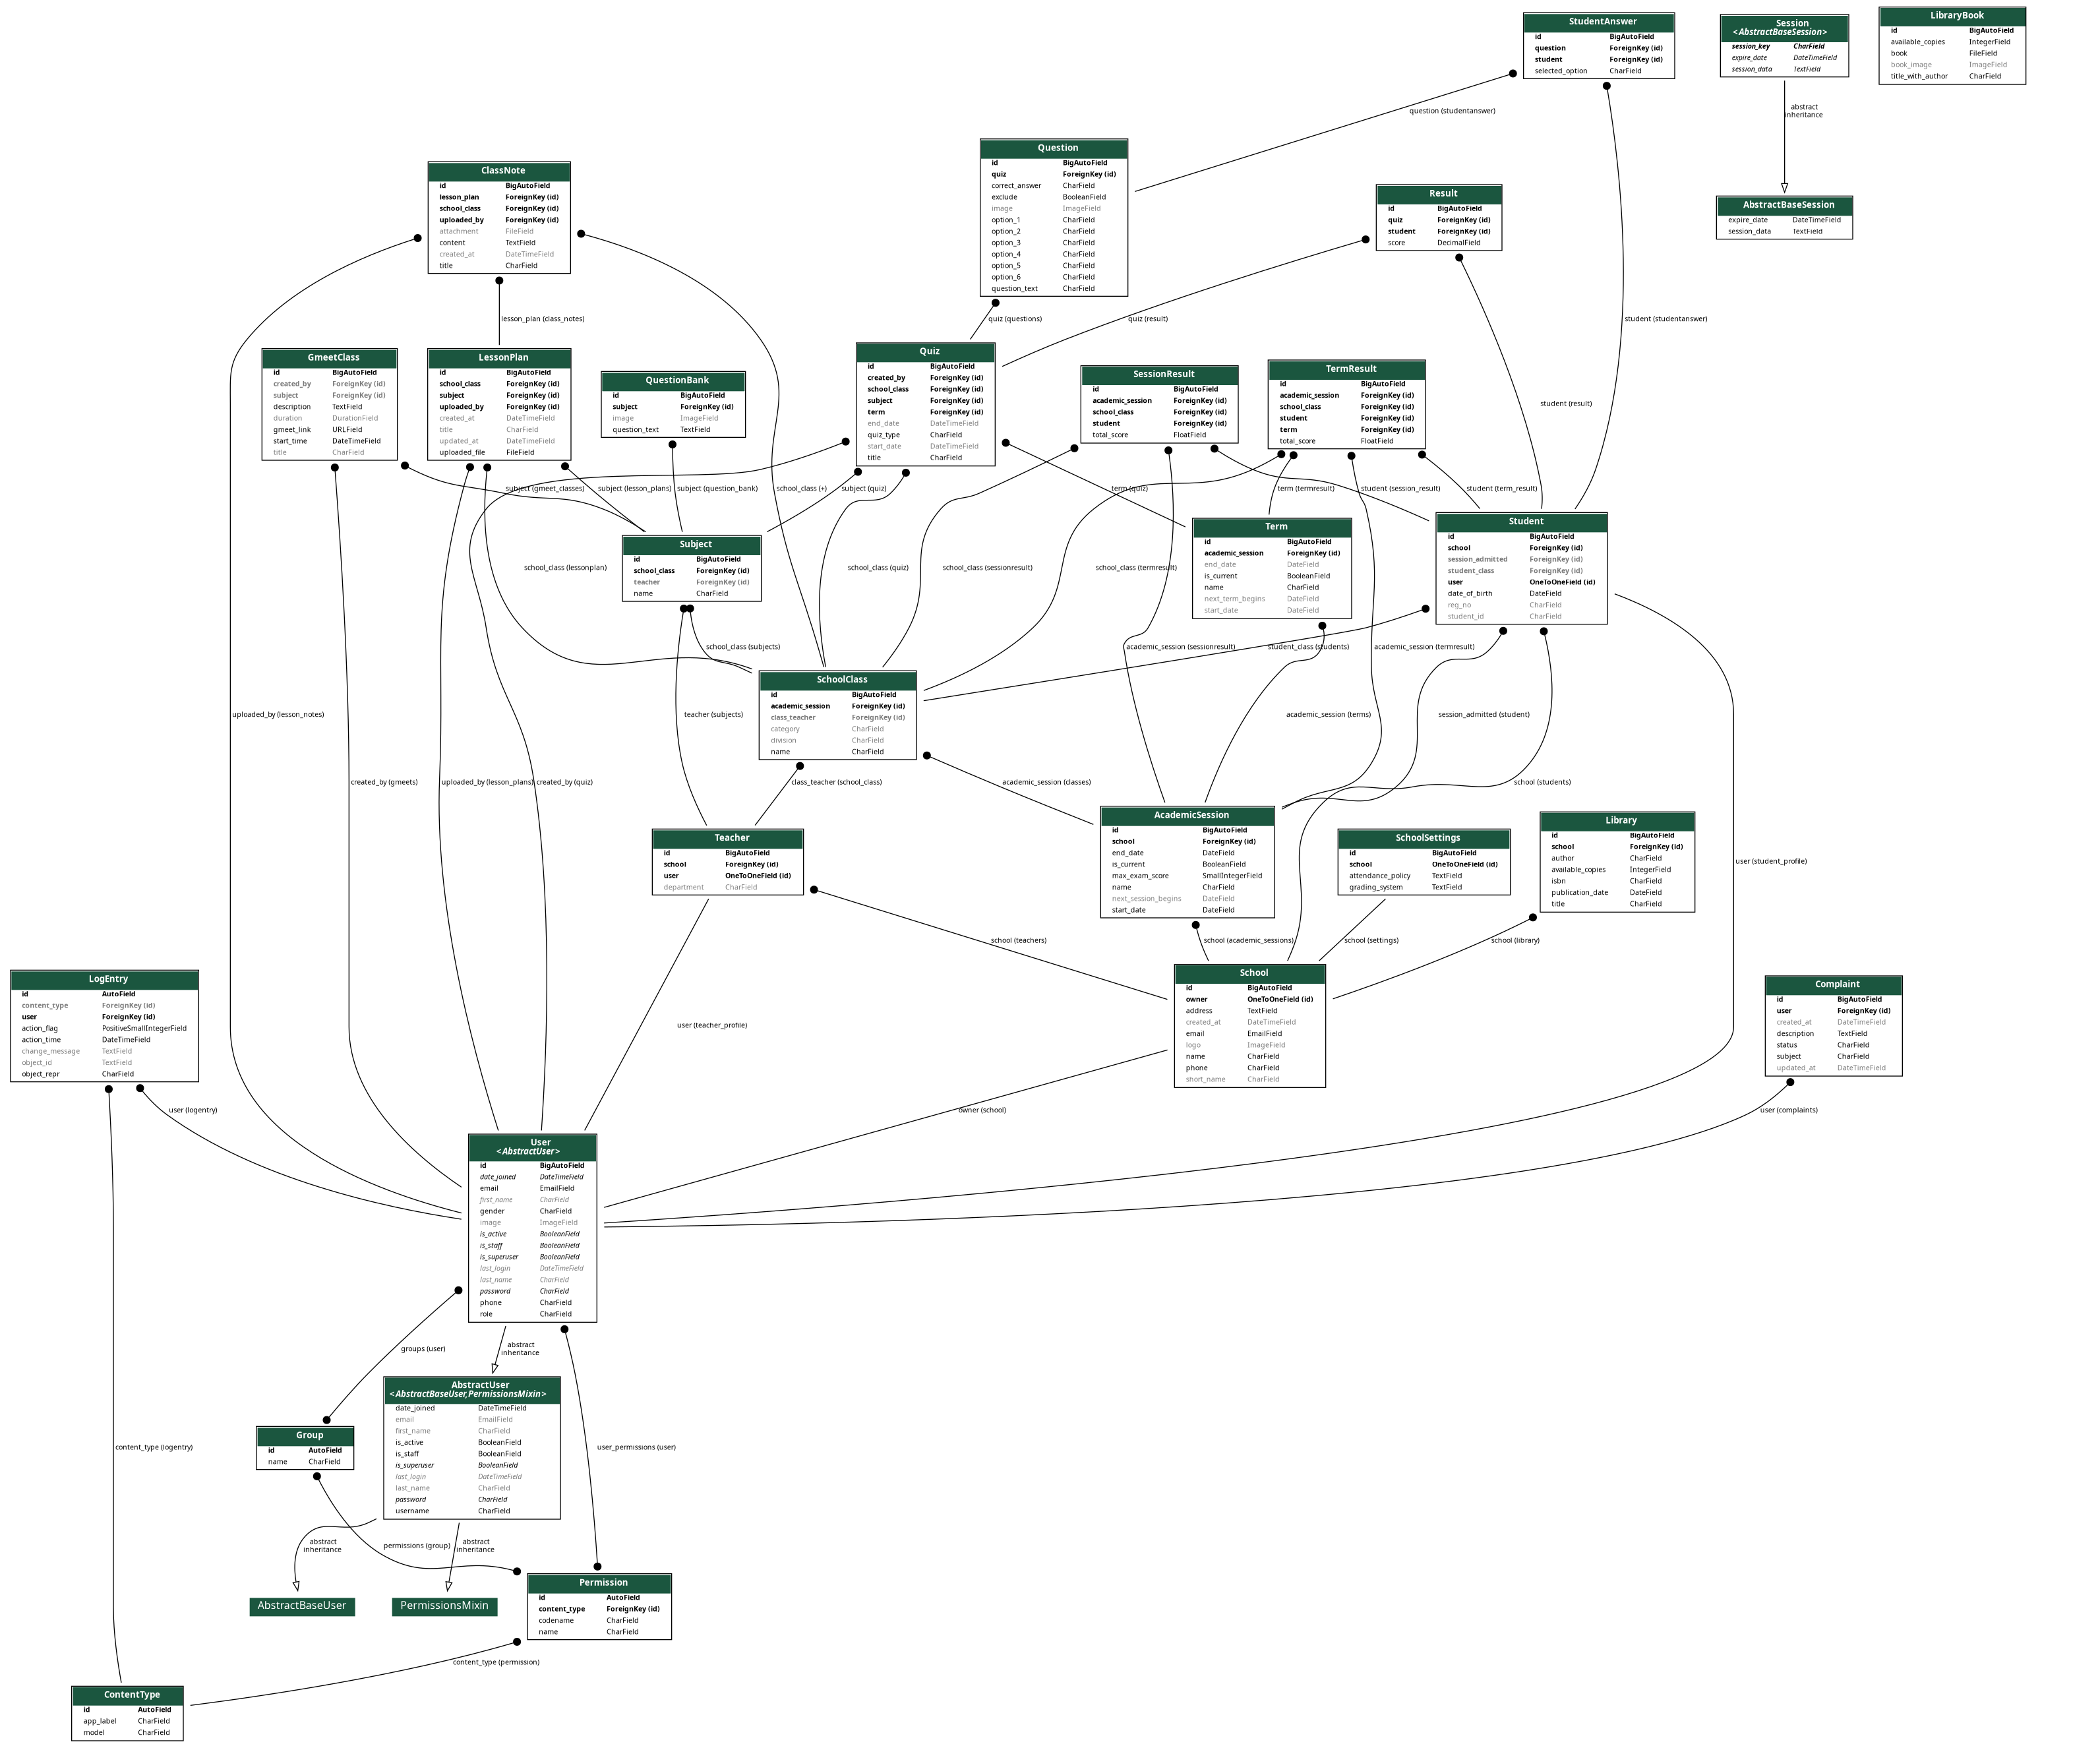 StudentAnswer
id BigAutoField
question ForeignKey (id)
student ForeignKey (id)
selected_option CharField
Session
<AbstractBaseSession>
session_key CharField
expire_date DateTimeField
session_data TextField
LibraryBook
id BigAutoField
available_copies IntegerField
book FileField
book_image ImageField
title_with_author CharField
question (studentanswer)
abstract
inheritance
Question
id BigAutoField
quiz ForeignKey (id)
correct_answer CharField
exclude BooleanField
image ImageField
option_1 CharField
option_2 CharField
option_3 CharField
option_4 CharField
option_5 CharField
option_6 CharField
question_text CharField
ClassNote
id BigAutoField
lesson_plan ForeignKey (id)
school_class ForeignKey (id)
uploaded_by ForeignKey (id)
attachment FileField
content TextField
created_at DateTimeField
title CharField
Result
id BigAutoField
quiz ForeignKey (id)
student ForeignKey (id)
score DecimalField
AbstractBaseSession
expire_date DateTimeField
session_data TextField
lesson_plan (class_notes)
quiz (questions)
quiz (result)
student (studentanswer)
GmeetClass
id BigAutoField
created_by ForeignKey (id)
subject ForeignKey (id)
description TextField
duration DurationField
gmeet_link URLField
start_time DateTimeField
title CharField
LessonPlan
id BigAutoField
school_class ForeignKey (id)
subject ForeignKey (id)
uploaded_by ForeignKey (id)
created_at DateTimeField
title CharField
updated_at DateTimeField
uploaded_file FileField
QuestionBank
id BigAutoField
subject ForeignKey (id)
image ImageField
question_text TextField
Quiz
id BigAutoField
created_by ForeignKey (id)
school_class ForeignKey (id)
subject ForeignKey (id)
term ForeignKey (id)
end_date DateTimeField
quiz_type CharField
start_date DateTimeField
title CharField
SessionResult
id BigAutoField
academic_session ForeignKey (id)
school_class ForeignKey (id)
student ForeignKey (id)
total_score FloatField
TermResult
id BigAutoField
academic_session ForeignKey (id)
school_class ForeignKey (id)
student ForeignKey (id)
term ForeignKey (id)
total_score FloatField
student (result)
subject (gmeet_classes)
subject (lesson_plans)
subject (question_bank)
school_class (+)
subject (quiz)
term (quiz)
term (termresult)
student (session_result)
student (term_result)
Subject
id BigAutoField
school_class ForeignKey (id)
teacher ForeignKey (id)
name CharField
Term
id BigAutoField
academic_session ForeignKey (id)
end_date DateField
is_current BooleanField
name CharField
next_term_begins DateField
start_date DateField
Student
id BigAutoField
school ForeignKey (id)
session_admitted ForeignKey (id)
student_class ForeignKey (id)
user OneToOneField (id)
date_of_birth DateField
reg_no CharField
student_id CharField
school_class (lessonplan)
school_class (quiz)
school_class (sessionresult)
school_class (termresult)
school_class (subjects)
academic_session (sessionresult)
student_class (students)
academic_session (termresult)
SchoolClass
id BigAutoField
academic_session ForeignKey (id)
class_teacher ForeignKey (id)
category CharField
division CharField
name CharField
uploaded_by (lesson_notes)
teacher (subjects)
academic_session (terms)
session_admitted (student)
created_by (gmeets)
uploaded_by (lesson_plans)
created_by (quiz)
class_teacher (school_class)
academic_session (classes)
school (students)
Teacher
id BigAutoField
school ForeignKey (id)
user OneToOneField (id)
department CharField
AcademicSession
id BigAutoField
school ForeignKey (id)
end_date DateField
is_current BooleanField
max_exam_score SmallIntegerField
name CharField
next_session_begins DateField
start_date DateField
SchoolSettings
id BigAutoField
school OneToOneField (id)
attendance_policy TextField
grading_system TextField
Library
id BigAutoField
school ForeignKey (id)
author CharField
available_copies IntegerField
isbn CharField
publication_date DateField
title CharField
user (student_profile)
school (teachers)
school (academic_sessions)
school (settings)
school (library)
LogEntry
id AutoField
content_type ForeignKey (id)
user ForeignKey (id)
action_flag PositiveSmallIntegerField
action_time DateTimeField
change_message TextField
object_id TextField
object_repr CharField
School
id BigAutoField
owner OneToOneField (id)
address TextField
created_at DateTimeField
email EmailField
logo ImageField
name CharField
phone CharField
short_name CharField
Complaint
id BigAutoField
user ForeignKey (id)
created_at DateTimeField
description TextField
status CharField
subject CharField
updated_at DateTimeField
user (teacher_profile)
user (logentry)
owner (school)
user (complaints)
User
<AbstractUser>
id BigAutoField
date_joined DateTimeField
email EmailField
first_name CharField
gender CharField
image ImageField
is_active BooleanField
is_staff BooleanField
is_superuser BooleanField
last_login DateTimeField
last_name CharField
password CharField
phone CharField
role CharField
groups (user)
abstract
inheritance
AbstractUser
<AbstractBaseUser,PermissionsMixin>
date_joined DateTimeField
email EmailField
first_name CharField
is_active BooleanField
is_staff BooleanField
is_superuser BooleanField
last_login DateTimeField
last_name CharField
password CharField
username CharField
Group
id AutoField
name CharField
content_type (logentry)
user_permissions (user)
abstract
inheritance
permissions (group)
abstract
inheritance
AbstractBaseUser
PermissionsMixin
Permission
id AutoField
content_type ForeignKey (id)
codename CharField
name CharField
content_type (permission)
ContentType
id AutoField
app_label CharField
model CharField